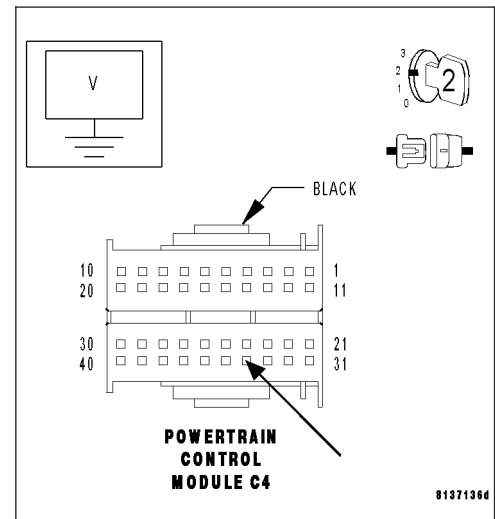 V
3
2
1
0
2
BLACK
10 1
20 11
30 21
40 31
POWERTRAIN
CONTROL
MODULE C4
8137136d